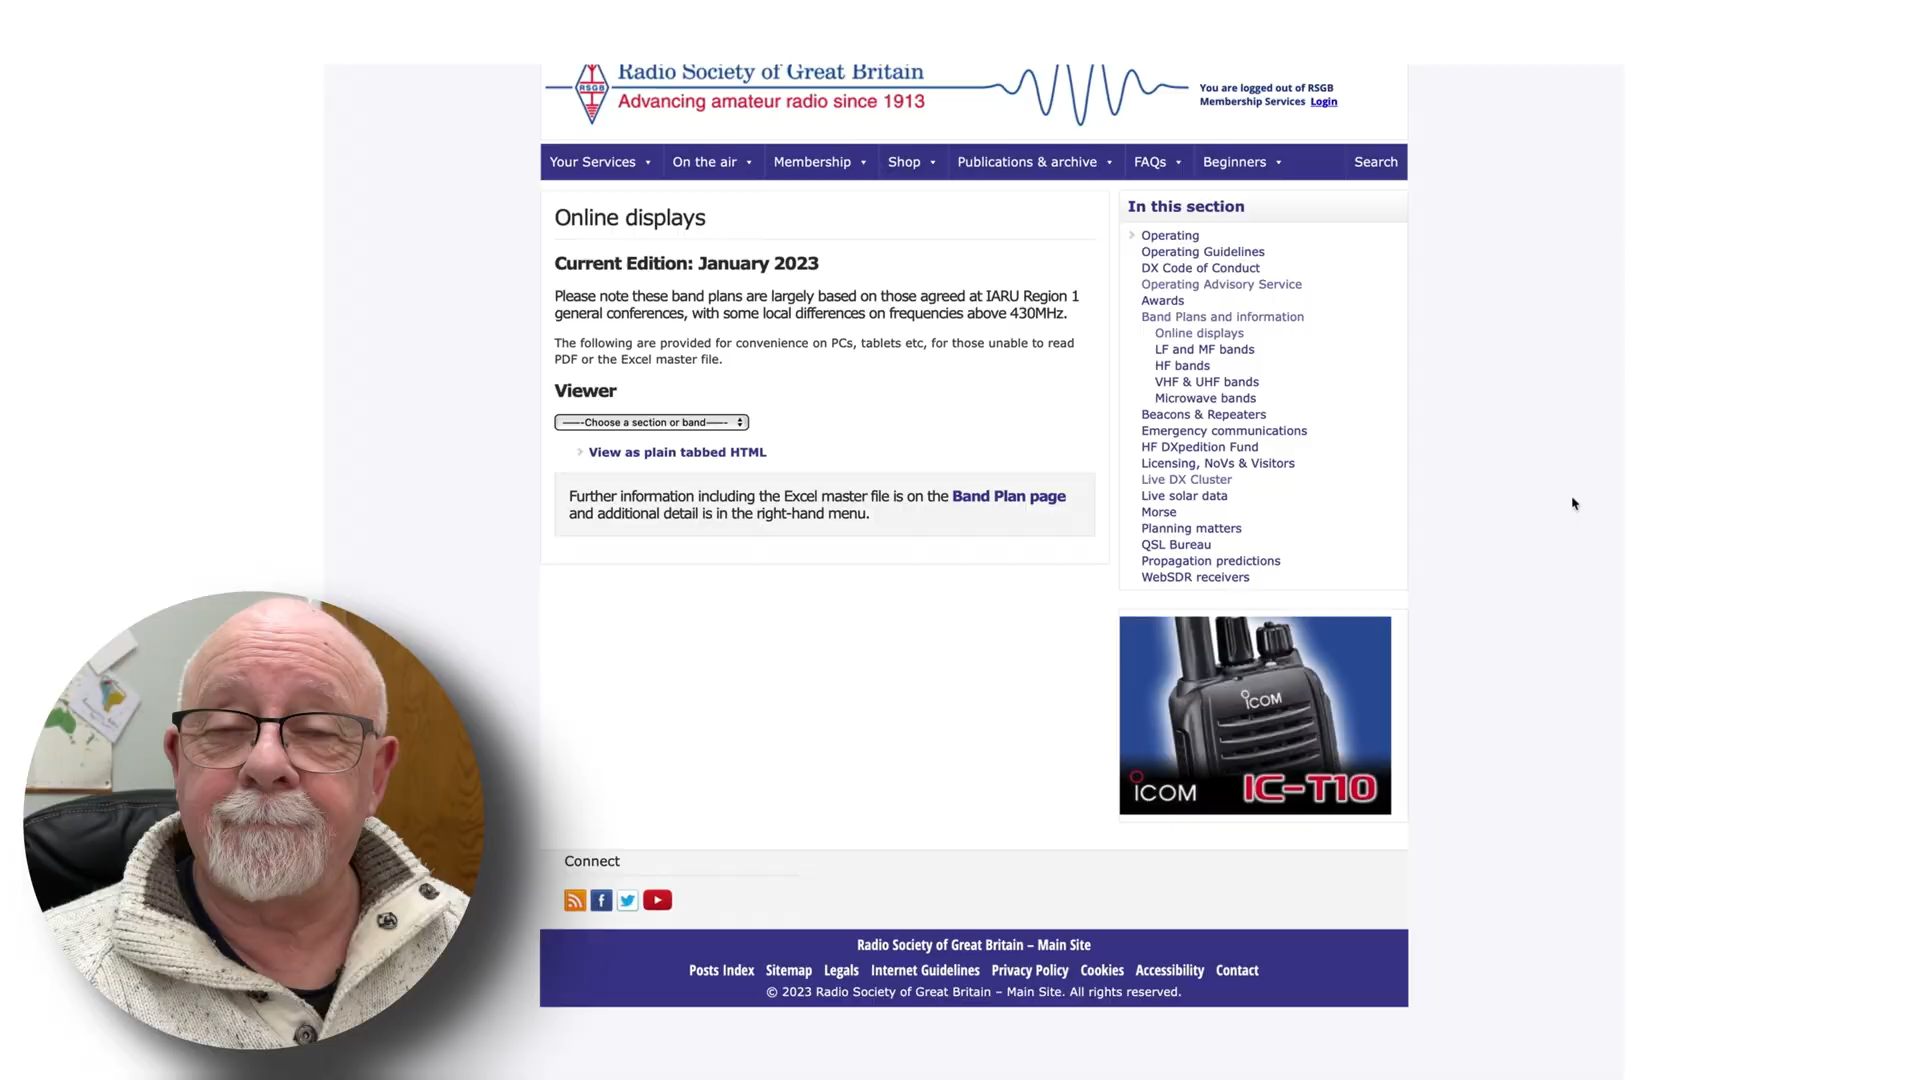 Radio Society of Great Britain
RSGB
Advancing amateur radio since 1913
You are logged out of RSGB
Membership Services Login
Your Services On the air Membership Shop Publications & archive FAQs Beginners Search
Online displays
Current Edition: January 2023
Please note these band plans are largely based on those agreed at IARU Region 1
general conferences, with some local differences on frequencies above 430MHz.
The following are provided for convenience on PCs, tablets etc, for those unable to read
PDF or the Excel master file.
Viewer
——-Choose a section or band——-
View as plain tabbed HTML
Further information including the Excel master file is on the Band Plan page
and additional detail is in the right-hand menu.
In this section
Operating
Operating Guidelines
DX Code of Conduct
Operating Advisory Service
Awards
Band Plans and information
Online displays
LF and MF bands
HF bands
VHF & UHF bands
Microwave bands
Beacons & Repeaters
Emergency communications
HF DXpedition Fund
Licensing, NoVs & Visitors
Live DX Cluster
Live solar data
Morse
Planning matters
QSL Bureau
Propagation predictions
WebSDR receivers
ICOM
ICOM IC-T10
Connect
Radio Society of Great Britain – Main Site
Posts Index Sitemap Legals Internet Guidelines Privacy Policy Cookies Accessibility Contact
© 2023 Radio Society of Great Britain – Main Site. All rights reserved.